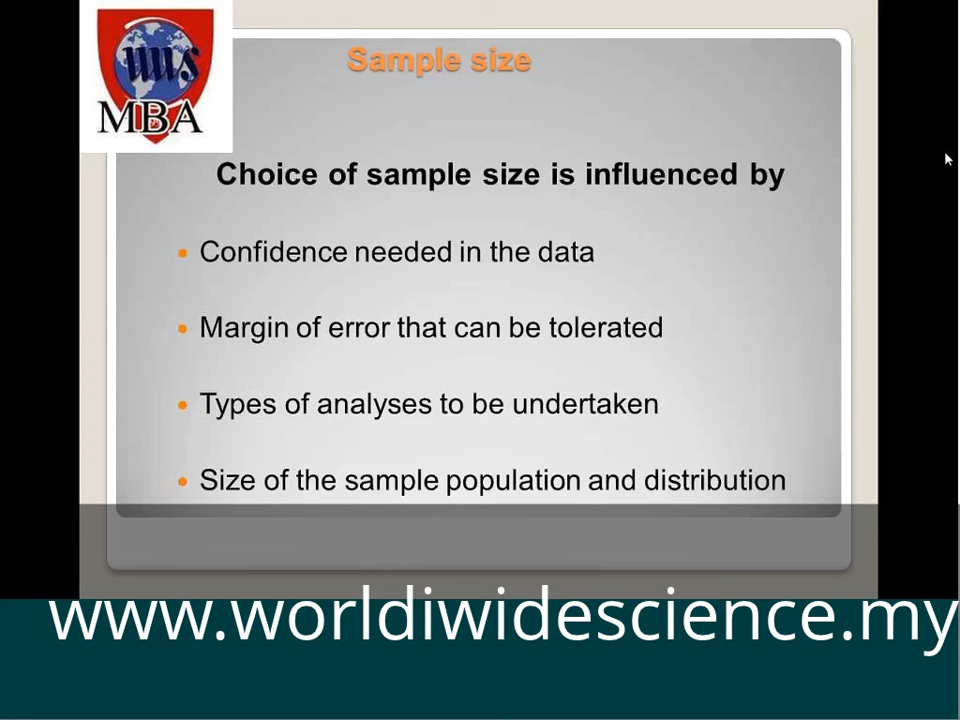 Sample size
wws
MBA
Choice of sample size is influenced by
• Confidence needed in the data
• Margin of error that can be tolerated
• Types of analyses to be undertaken
• Size of the sample population and distribution
www.worldiwidescience.my